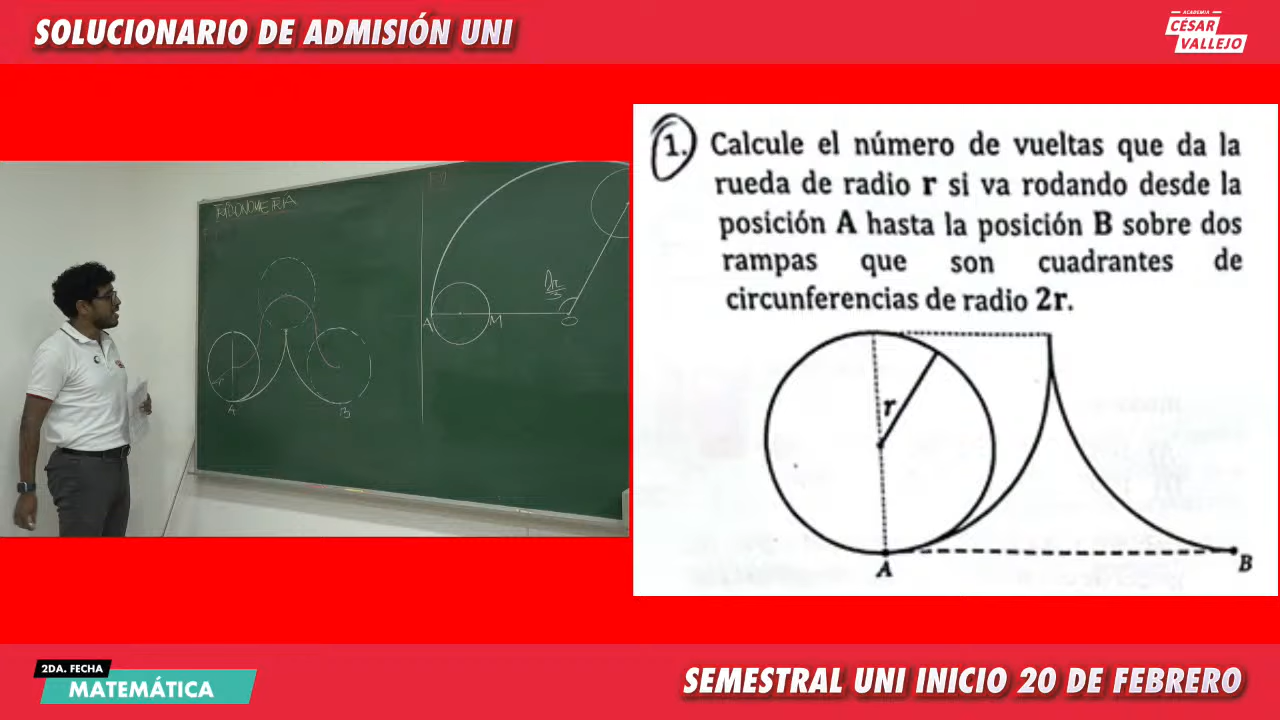 SOLUCIONARIO DE ADMISIÓN UNI
ACADEMIA
CÉSAR
VALLEJO
1. Calcule el número de vueltas que da la
rueda de radio r si va rodando desde la
posición A hasta la posición B sobre dos
rampas que son cuadrantes de
circunferencias de radio 2r.
r
A
B
TRIGONOMETRIA
A
B
A
M
O
2DA. FECHA
MATEMÁTICA
SEMESTRAL UNI INICIO 20 DE FEBRERO